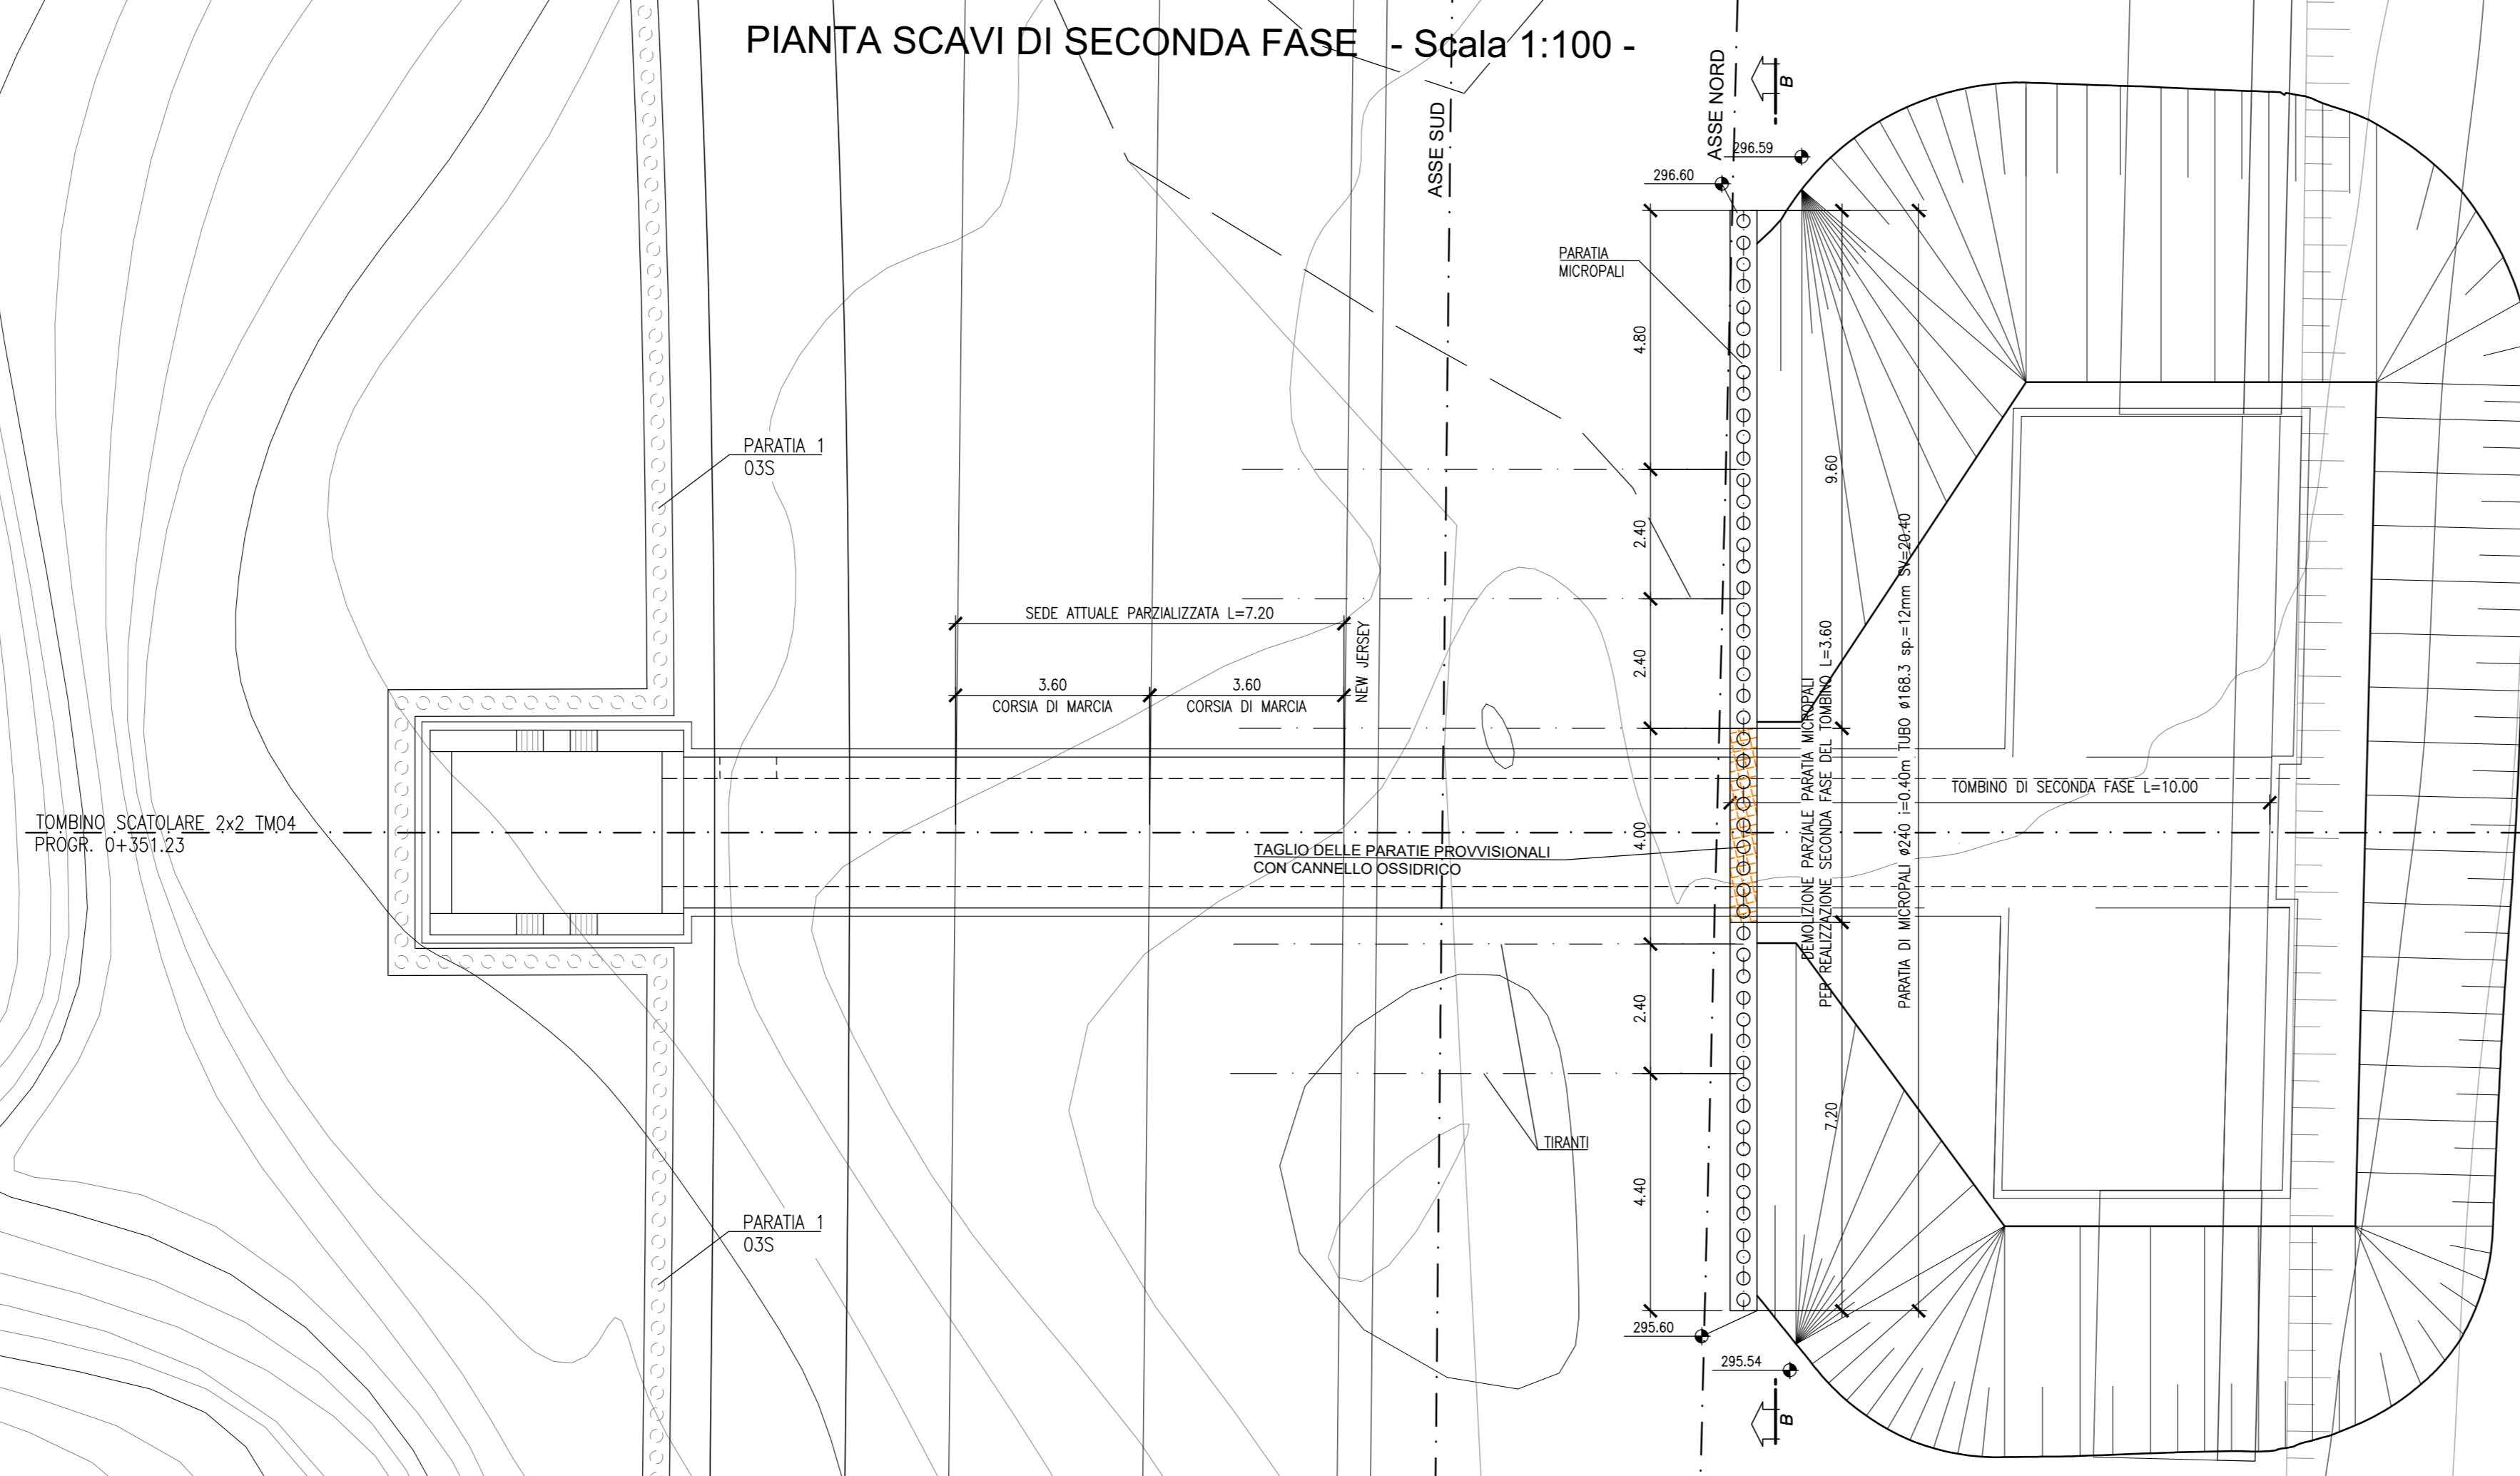 PIANTA SCAVI DI SECONDA FASE - Scala 1:100 -
ASSE SUD
ASSE NORD
B
296.59
296.60
PARATIA
MICROPALI
4.80
2.40
2.40
4.00
2.40
4.40
9.60
7.20
PARATIA 1
03S
SEDE ATTUALE PARZIALIZZATA L=7.20
3.60
CORSIA DI MARCIA
3.60
CORSIA DI MARCIA
NEW JERSEY
DEMOLIZIONE PARZIALE PARATIA MICROPALI
PER REALIZZAZIONE SECONDA FASE DEL TOMBINO L=3.60
PARATIA DI MICROPALI ø240 i=0.40m TUBO ø168.3 sp.=12mm SV=20.40
TOMBINO DI SECONDA FASE L=10.00
TOMBINO SCATOLARE 2x2 TM04
PROGR. 0+351.23
TAGLIO DELLE PARATIE PROVVISIONALI
CON CANNELLO OSSIDRICO
TIRANTI
PARATIA 1
03S
295.60
295.54
B